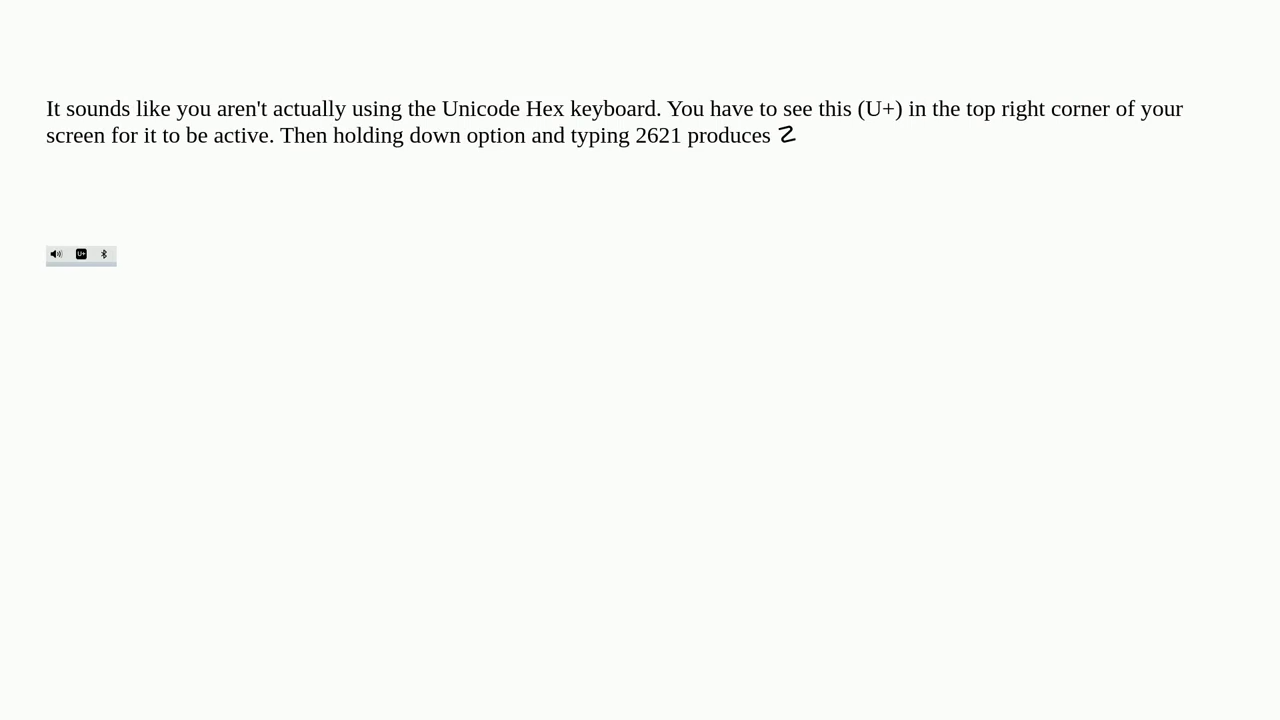 It sounds like you aren't actually using the Unicode Hex keyboard. You have to see this (U+) in the top right corner of your
screen for it to be active. Then holding down option and typing 2621 produces ☡
U+